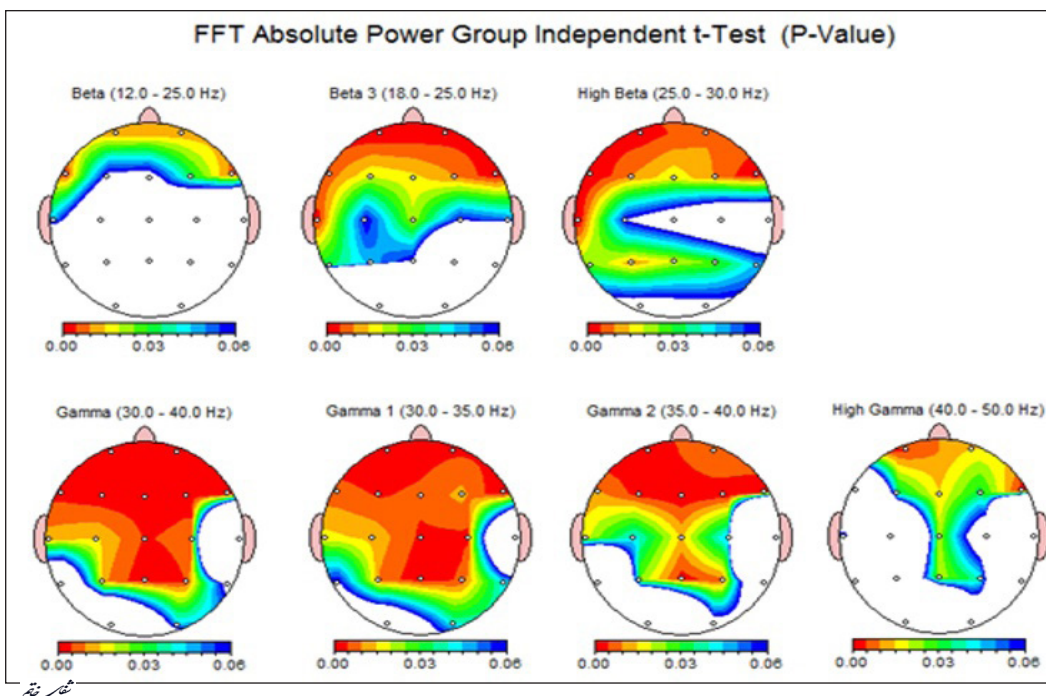 FFT Absolute Power Group Independent t-Test (P-Value)
Beta (12.0 - 25.0 Hz)
Beta 3 (18.0 - 25.0 Hz)
High Beta (25.0 - 30.0 Hz)
0.00 0.03 0.06
0.00 0.03 0.06
0.00 0.03 0.06
Gamma (30.0 - 40.0 Hz)
Gamma 1 (30.0 - 35.0 Hz)
Gamma 2 (35.0 - 40.0 Hz)
High Gamma (40.0 - 50.0 Hz)
0.00 0.03 0.06
0.00 0.03 0.06
0.00 0.03 0.06
0.00 0.03 0.06